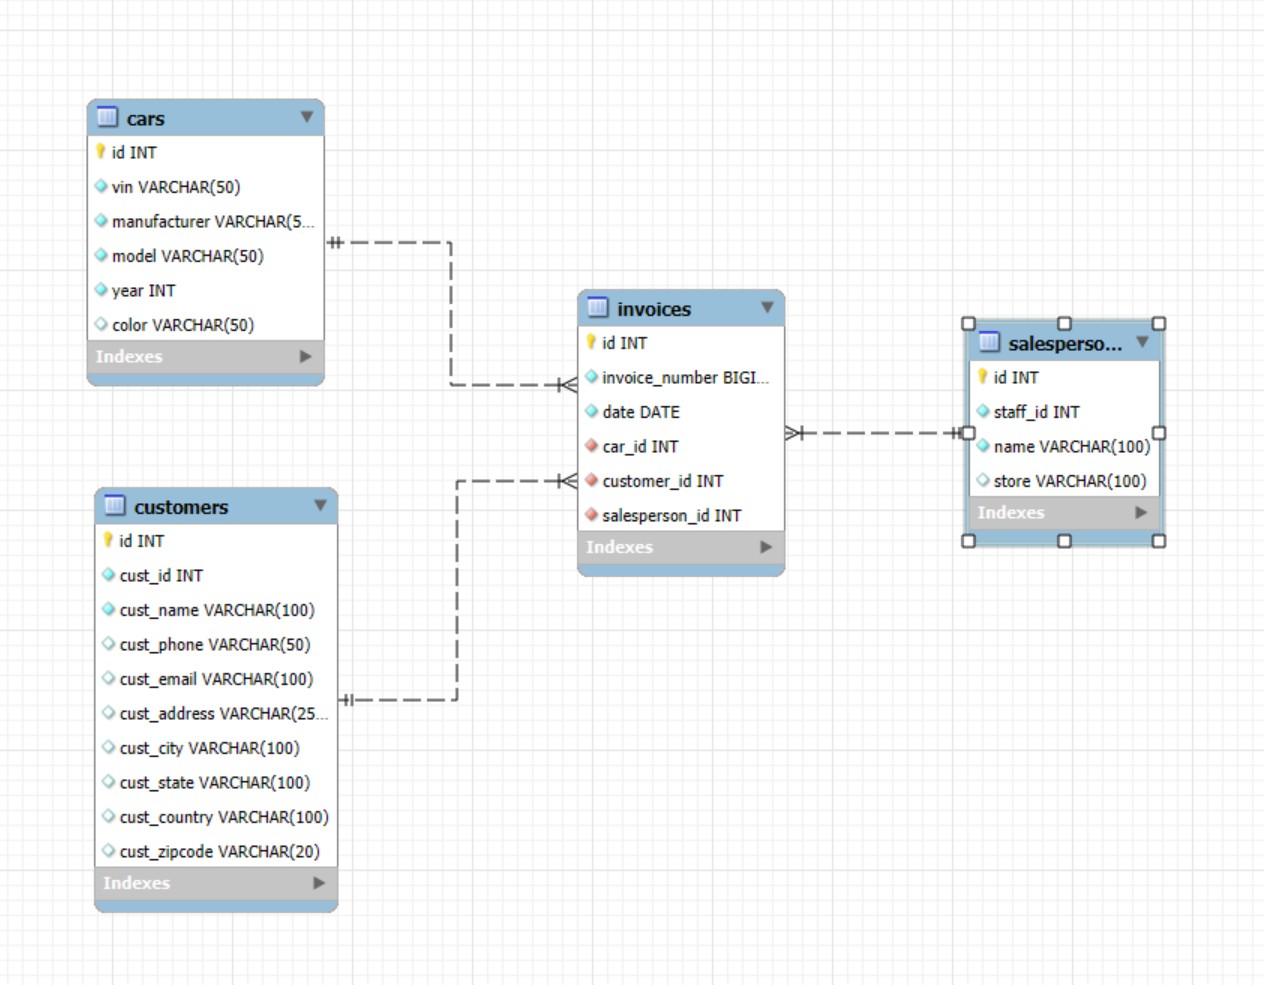 cars
id INT
vin VARCHAR(50)
manufacturer VARCHAR(5...
model VARCHAR(50)
year INT
color VARCHAR(50)
Indexes
customers
id INT
cust_id INT
cust_name VARCHAR(100)
cust_phone VARCHAR(50)
cust_email VARCHAR(100)
cust_address VARCHAR(25...
cust_city VARCHAR(100)
cust_state VARCHAR(100)
cust_country VARCHAR(100)
cust_zipcode VARCHAR(20)
Indexes
invoices
id INT
invoice_number BIGI...
date DATE
car_id INT
customer_id INT
salesperson_id INT
Indexes
salesperso...
id INT
staff_id INT
name VARCHAR(100)
store VARCHAR(100)
Indexes